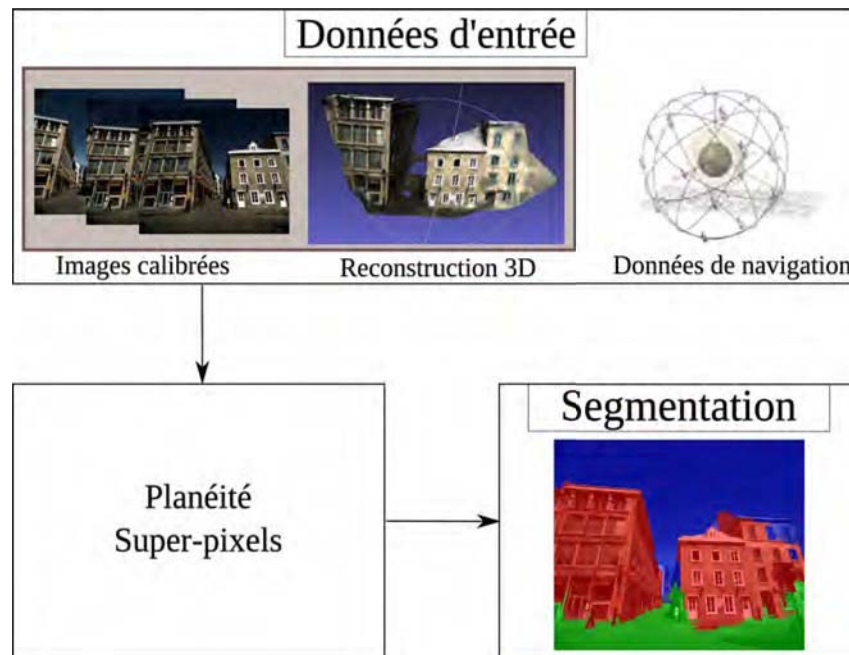 Données d'entrée
Images calibrées
Reconstruction 3D
Données de navigation
Planéité
Super-pixels
Segmentation